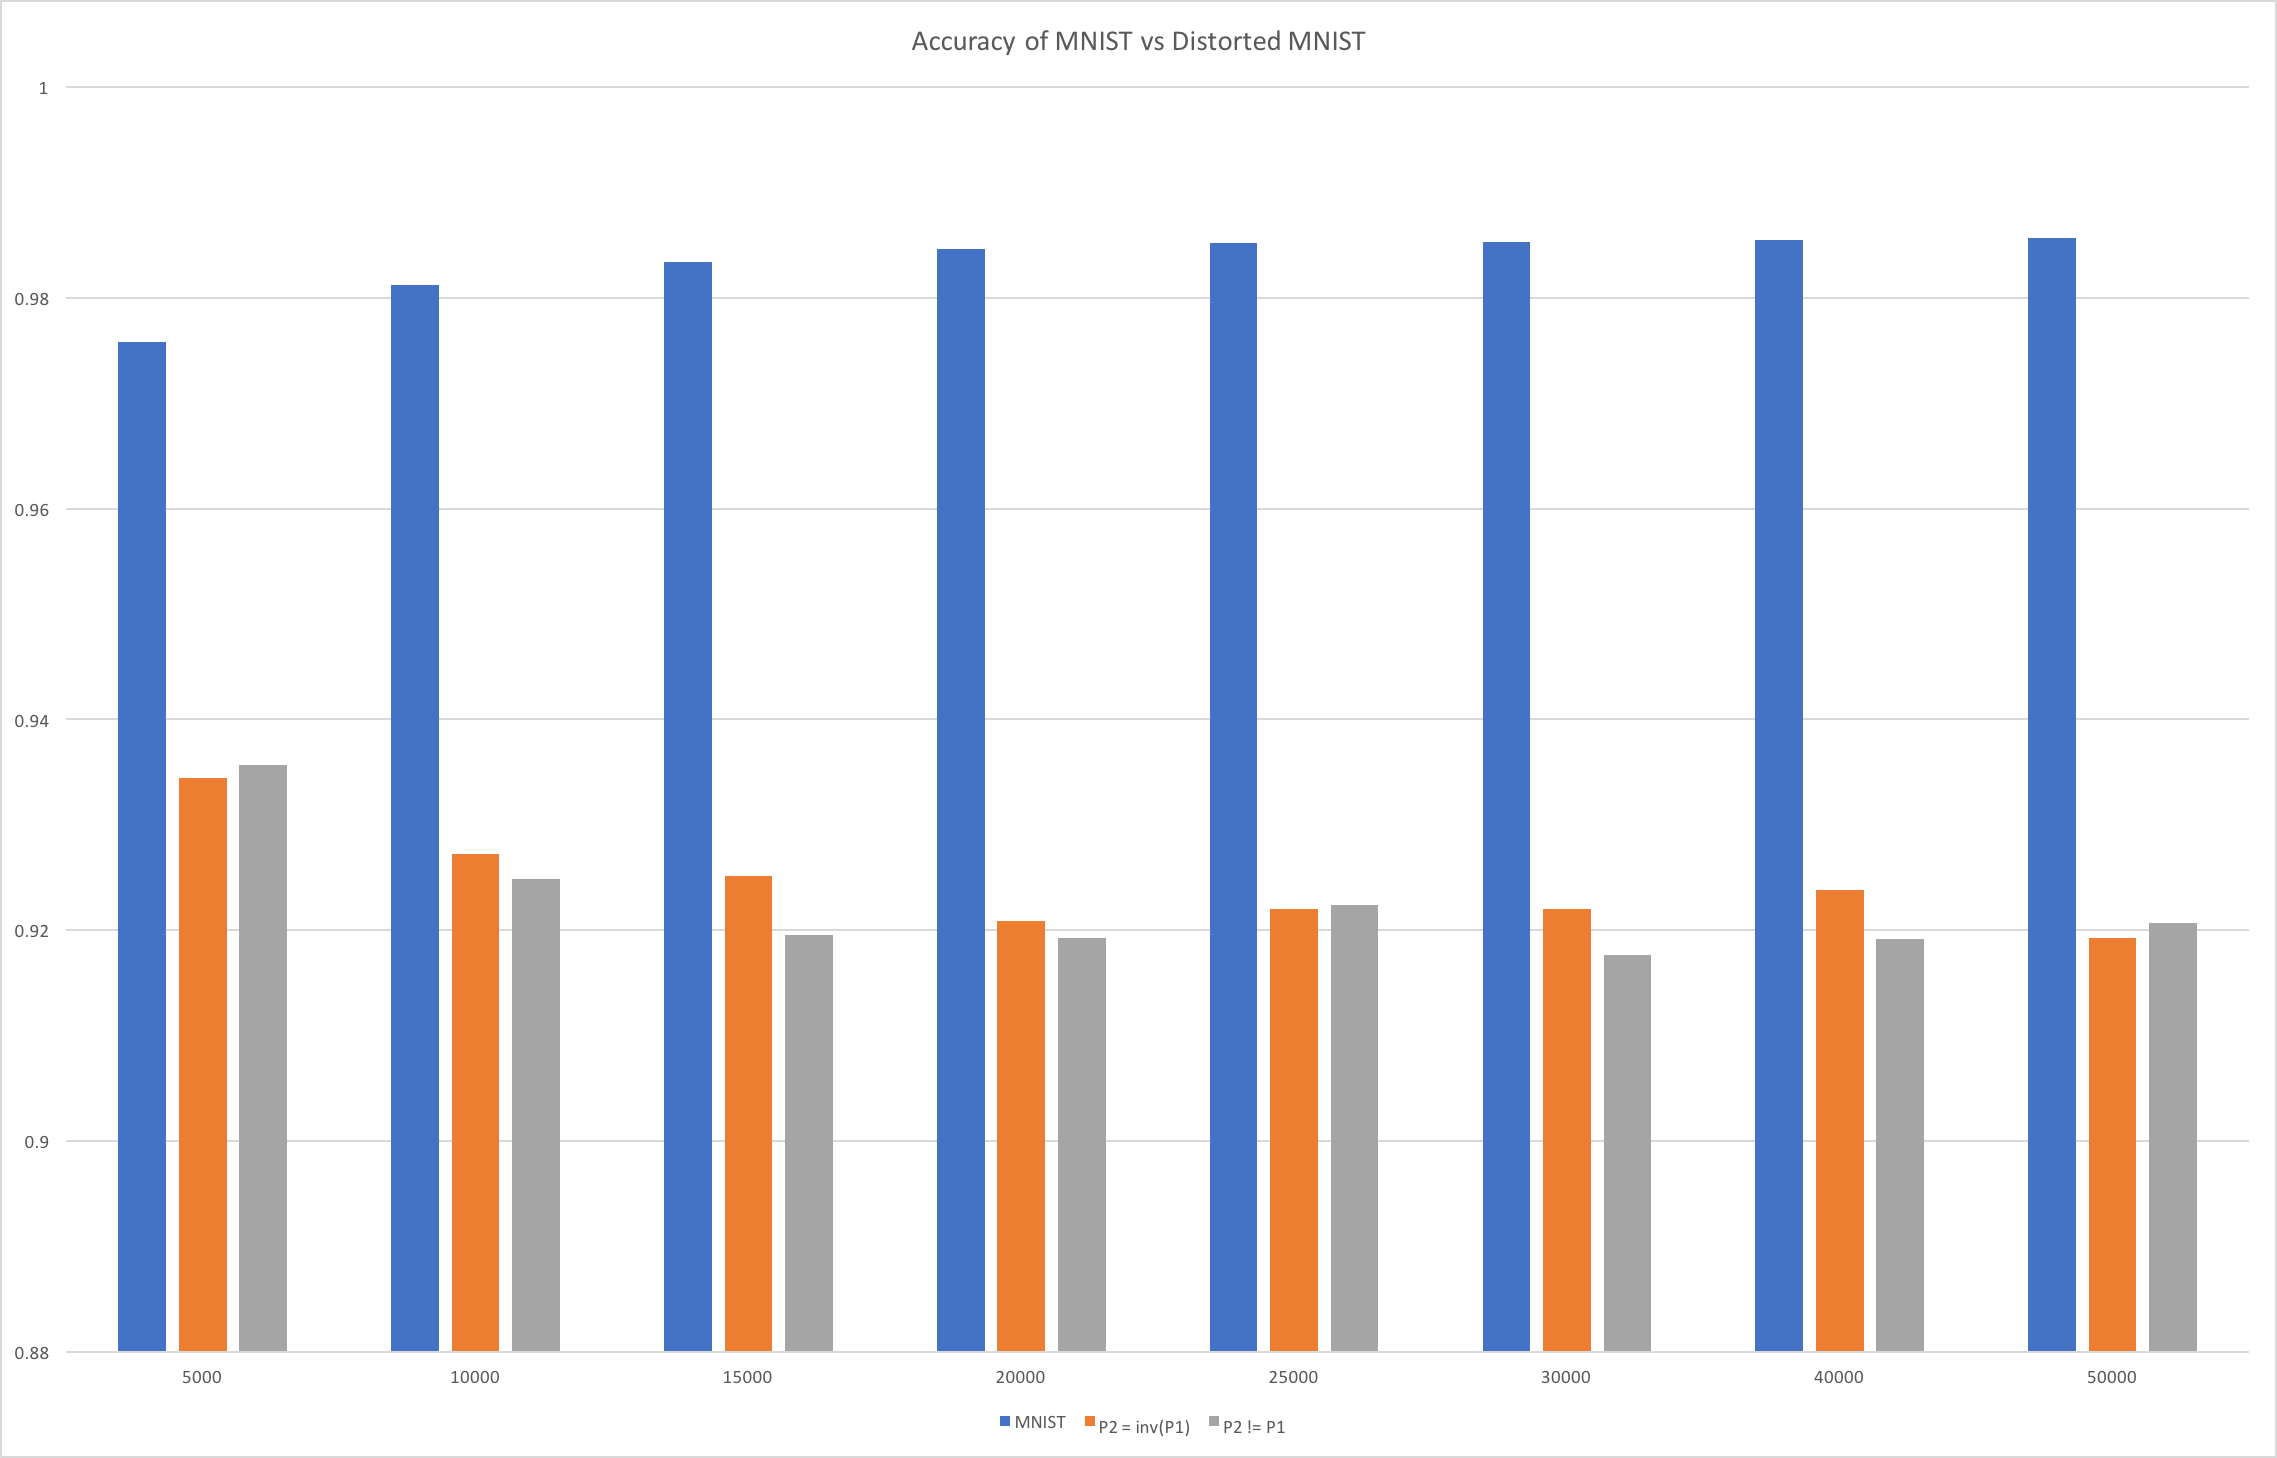 Accuracy of MNIST vs Distorted MNIST
1
0.98
0.96
0.94
0.92
0.9
0.88
5000 10000 15000 20000 25000 30000 40000 50000
MNIST P2 = inv(P1) P2 != P1